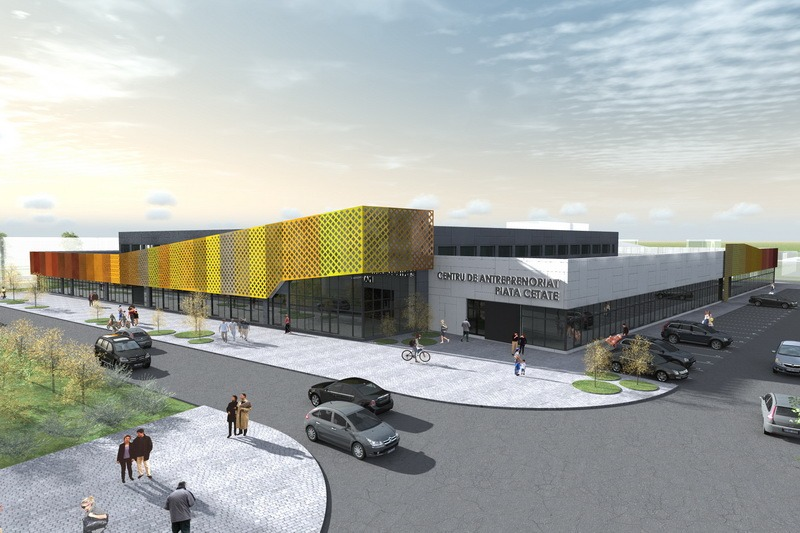 CENTRU DE ANTREPRENORIAT
PIATA CETATE